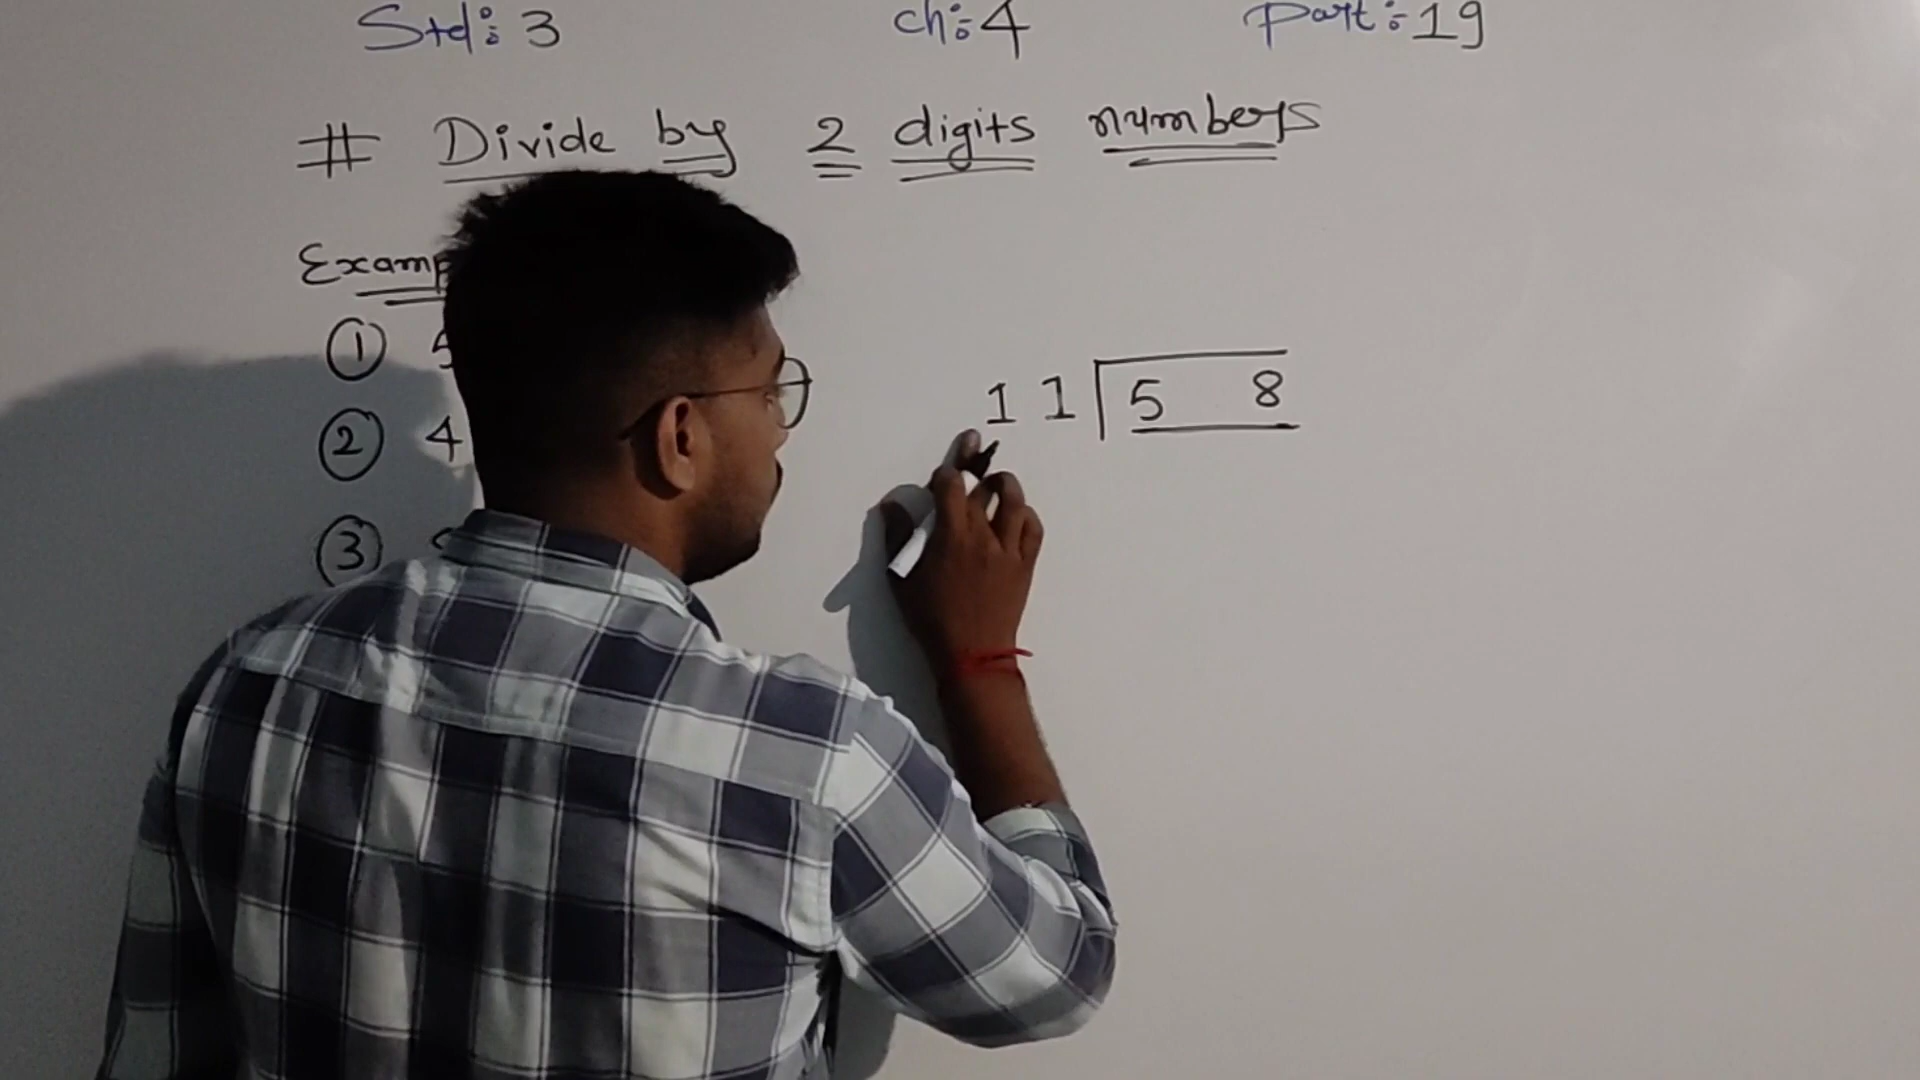 Std:- 3 ch:- 4 Part:- 19
# Divide by 2 digits numbers
① 5 11 5 8
② 4
③